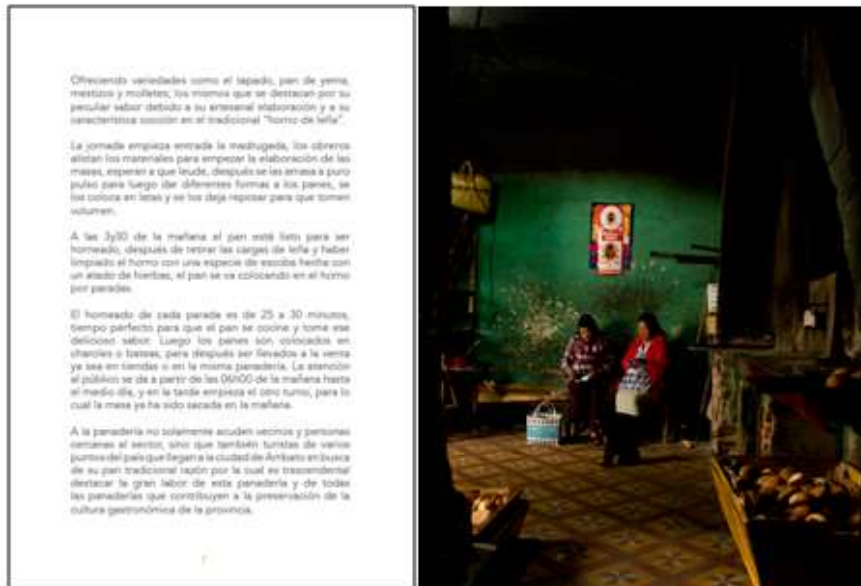 Ofreciendo variedades como el tapado, pan de yema,
mestizos y molletes; los mismos que se destacan por su
peculiar sabor debido a su artesanal elaboración y a su
característica cocción en el tradicional "horno de leña".
La jornada empieza entrada la madrugada, los obreros
alistan los materiales para empezar la elaboración de las
masas, esperan a que leude, después se las amasa a puro
pulso para luego dar diferentes formas a los panes, se
los coloca en latas y se los deja reposar para que tomen
volumen.
A las 3y30 de la mañana el pan está listo para ser
horneado, después de retirar las cargas de leña y haber
limpiado el horno con una especie de escoba hecha con
un atado de hierbas, el pan se va colocando en el horno
por paradas.
El horneado de cada parada es de 25 a 30 minutos,
tiempo perfecto para que el pan se cocine y tome ese
delicioso sabor. Luego los panes son colocados en
charoles o bateas, para después ser llevados a la venta
ya sea en tiendas o en la misma panadería. La atención
al público se da a partir de las 06h00 de la mañana hasta
el medio día, y en la tarde empieza el otro turno, para lo
cual la masa ya ha sido sacada en la mañana.
A la panadería no solamente acuden vecinos y personas
cercanas al sector, sino que también turistas de varios
puntos del país que llegan a la ciudad de Ambato en busca
de su pan tradicional razón por la cual es trascendental
destacar la gran labor de esta panadería y de todas
las panaderías que contribuyen a la preservación de la
cultura gastronómica de la provincia.